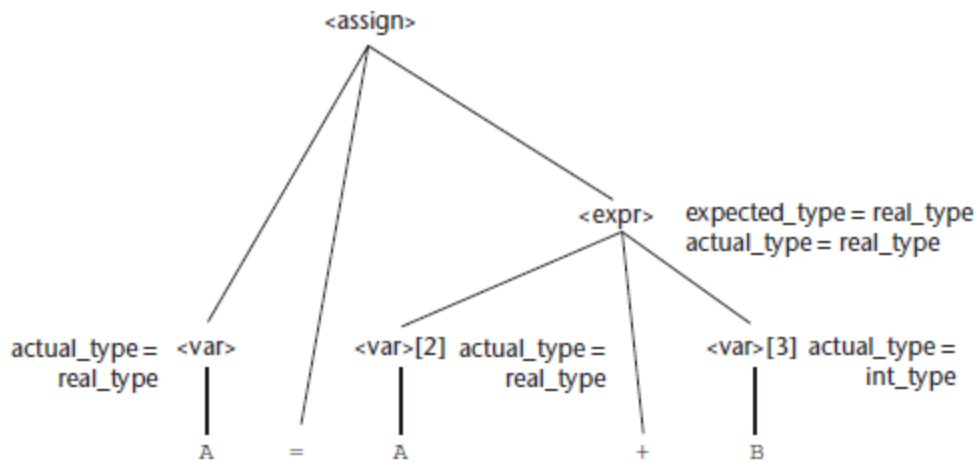 <assign>
<expr> expected_type = real_type
actual_type = real_type
actual_type = <var> <var>[2] actual_type = <var>[3] actual_type =
real_type real_type int_type
A = A + B